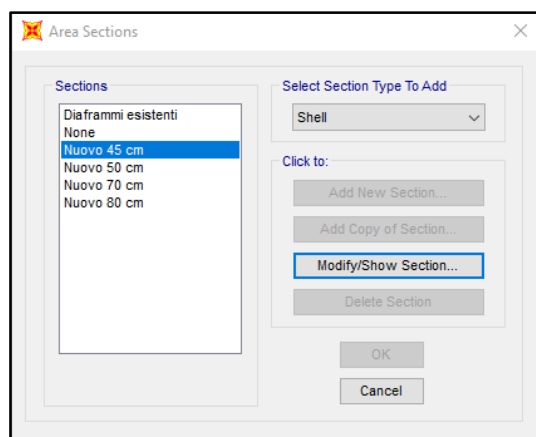 Area Sections
Sections
Diaframmi esistenti
None
Nuovo 45 cm
Nuovo 50 cm
Nuovo 70 cm
Nuovo 80 cm
Select Section Type To Add
Shell
Click to:
Add New Section...
Add Copy of Section...
Modify/Show Section...
Delete Section
OK
Cancel